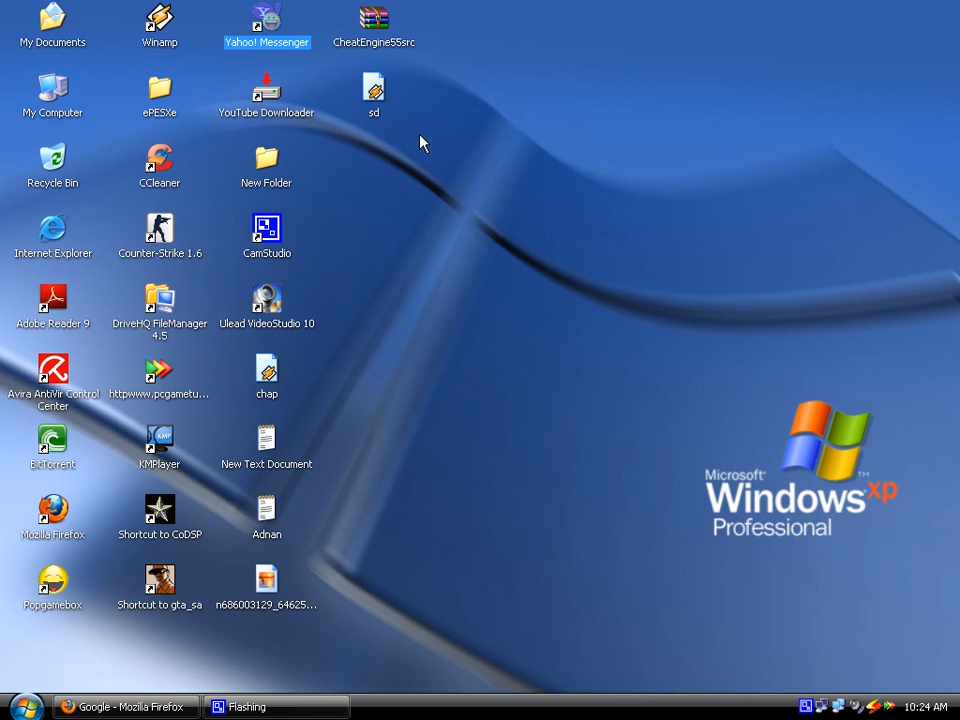 My Documents
Winamp
Yahoo! Messenger
CheatEngine55src
My Computer
ePESXe
YouTube Downloader
sd
Recycle Bin
CCleaner
New Folder
Internet Explorer
Counter-Strike 1.6
CamStudio
Adobe Reader 9
DriveHQ FileManager
4.5
Ulead VideoStudio 10
Avira AntiVir Control
Center
httpwww.pcgametu...
chap
BitTorrent
KMPlayer
New Text Document
Mozilla Firefox
Shortcut to CoDSP
Adnan
Popgamebox
Shortcut to gta_sa
n686003129_64625...
Microsoft
Windows xp
Professional
TM
Google - Mozilla Firefox
Flashing
10:24 AM